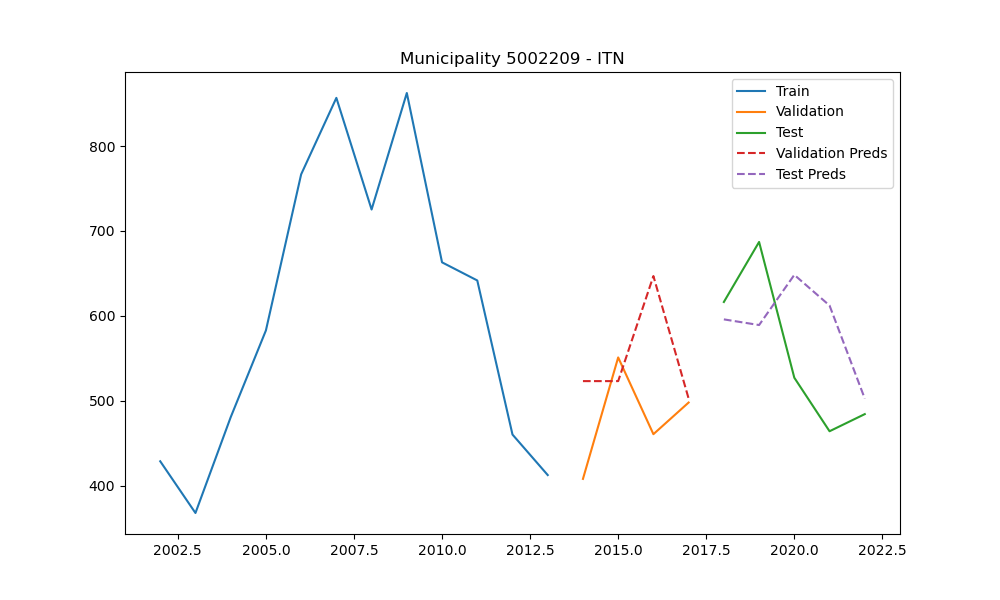 Municipality 5002209 - ITN
Train
Validation
Test
Validation Preds
Test Preds
800
700
600
500
400
2002.5 2005.0 2007.5 2010.0 2012.5 2015.0 2017.5 2020.0 2022.5